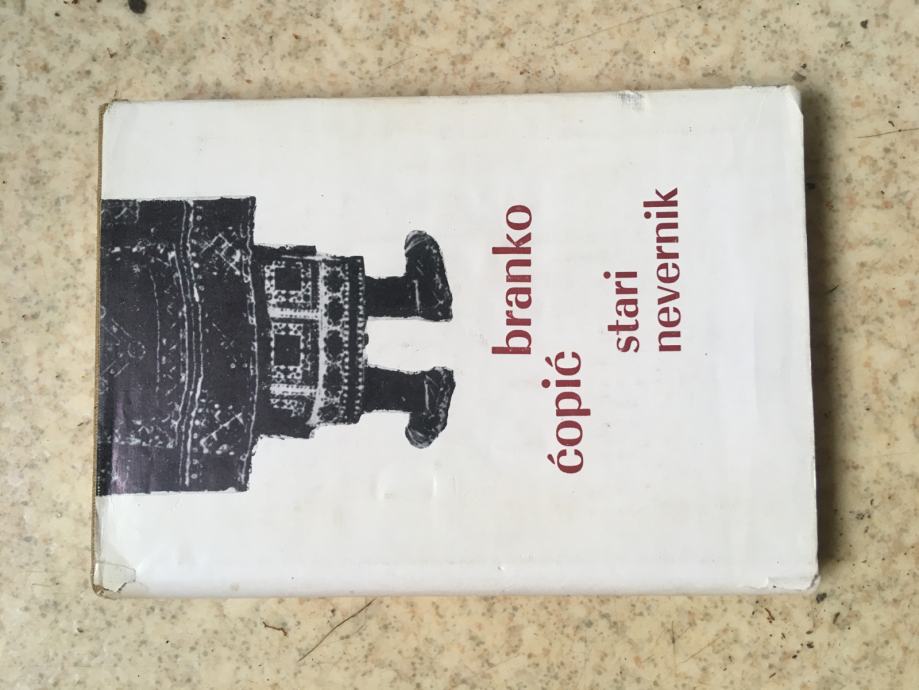 branko
ćopić
stari
nevernik